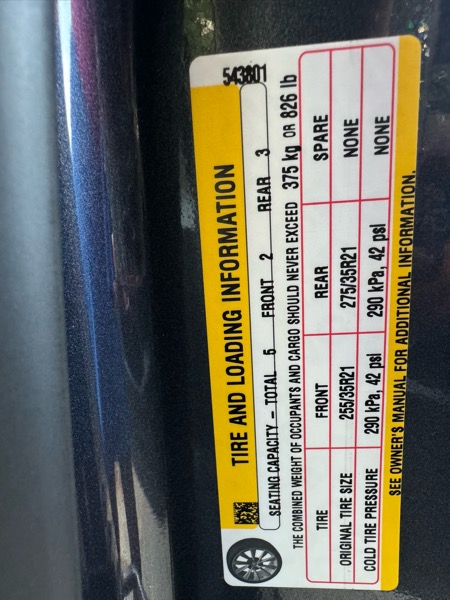 543801
TIRE AND LOADING INFORMATION
SEATING CAPACITY – TOTAL 5 FRONT 2 REAR 3
THE COMBINED WEIGHT OF OCCUPANTS AND CARGO SHOULD NEVER EXCEED 375 kg OR 826 lb
TIRE FRONT REAR SPARE
ORIGINAL TIRE SIZE 255/35R21 275/35R21 NONE
COLD TIRE PRESSURE 290 kPa, 42 psi 290 kPa, 42 psi NONE
SEE OWNER'S MANUAL FOR ADDITIONAL INFORMATION.